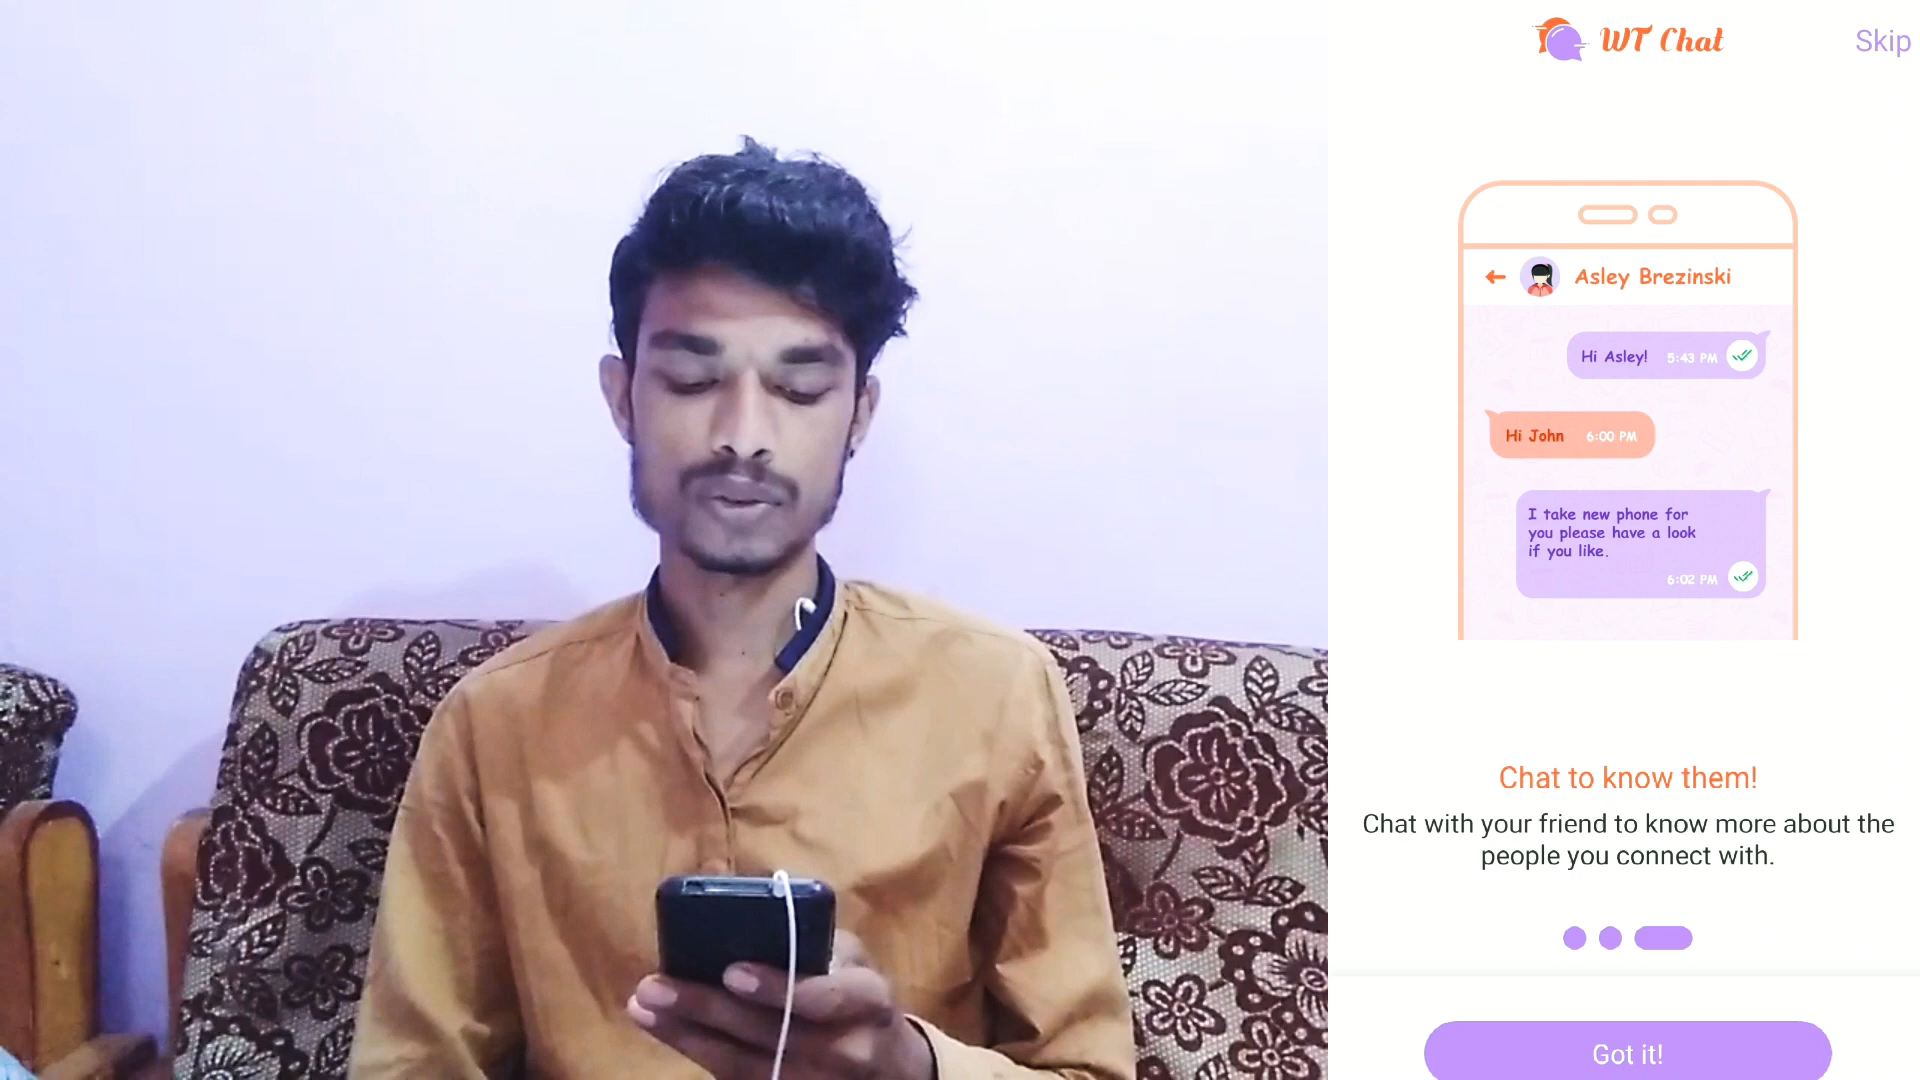 WT Chat
Skip
Asley Brezinski
Hi Asley! 5:43 PM
Hi John 6:00 PM
I take new phone for
you please have a look
if you like.
6:02 PM
Chat to know them!
Chat with your friend to know more about the
people you connect with.
Got it!